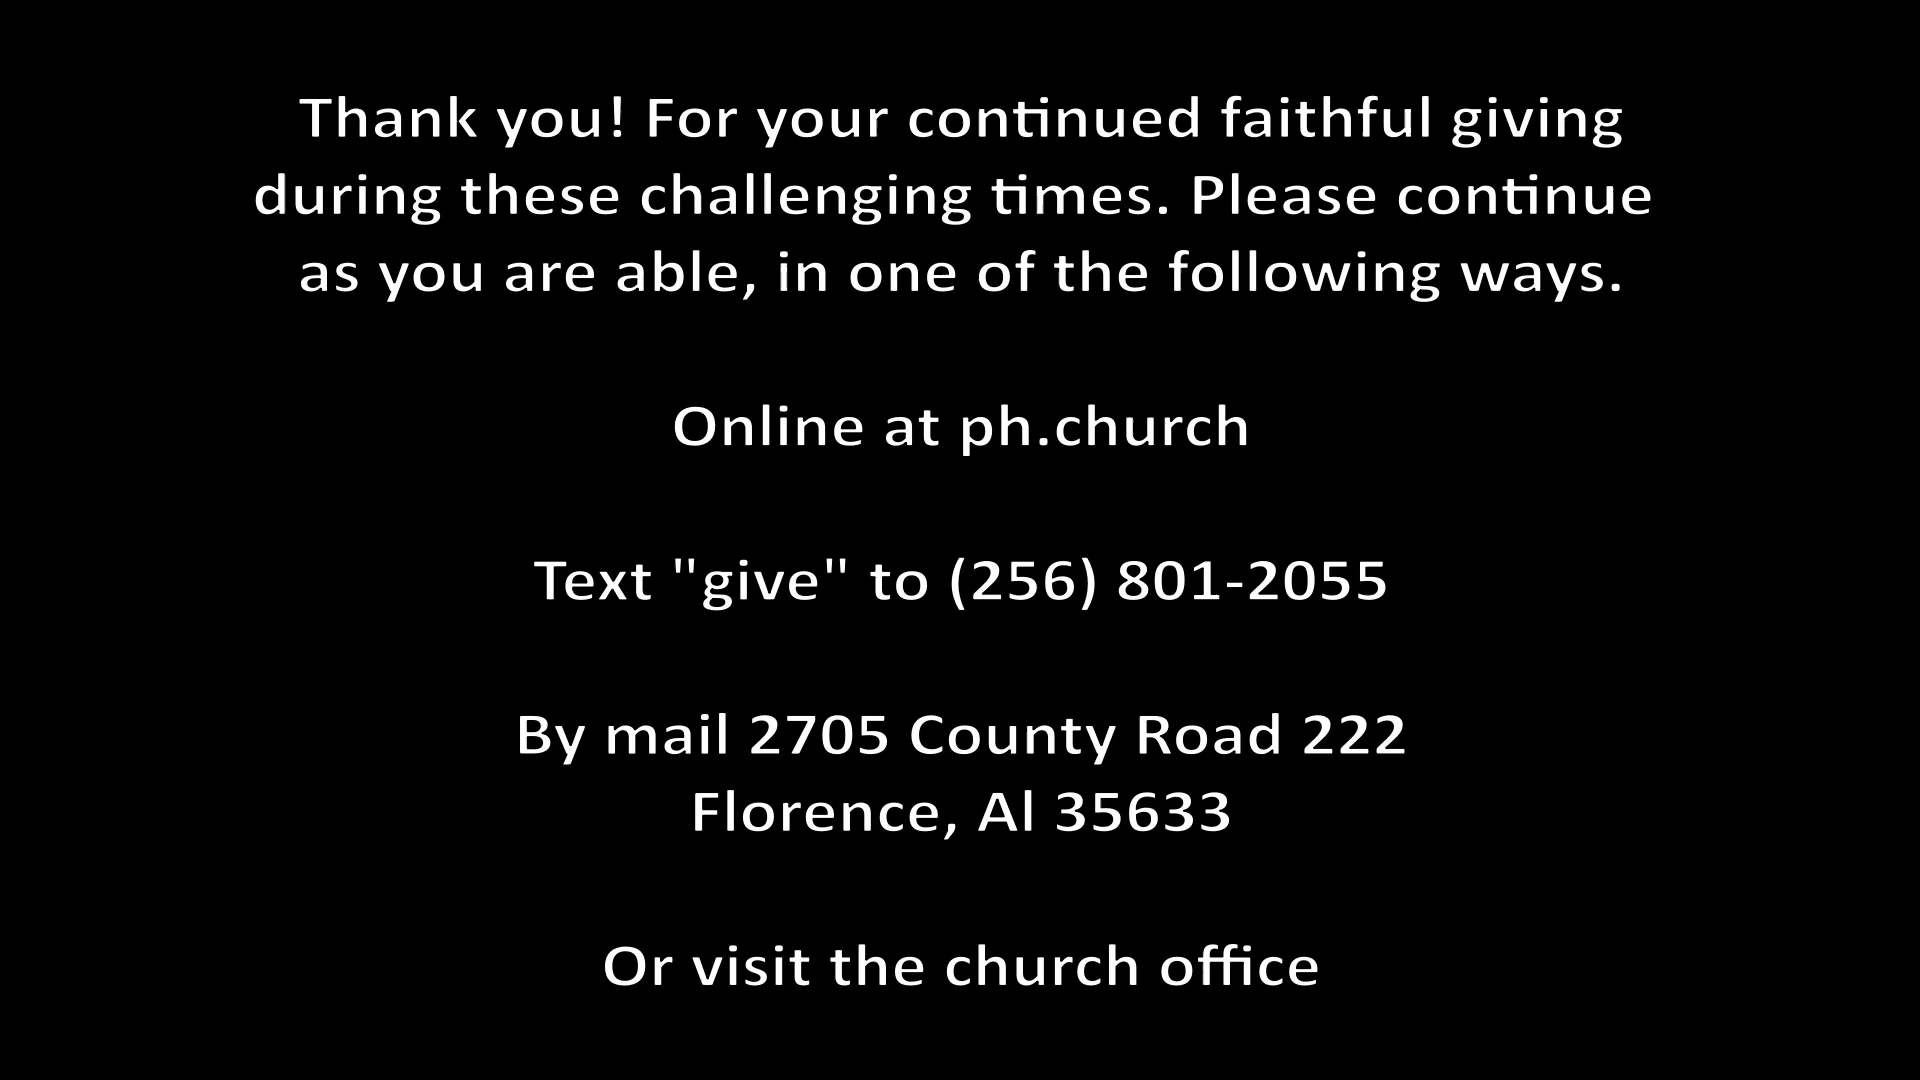 Thank you! For your continued faithful giving
during these challenging times. Please continue
as you are able, in one of the following ways.
Online at ph.church
Text "give" to (256) 801-2055
By mail 2705 County Road 222
Florence, Al 35633
Or visit the church office